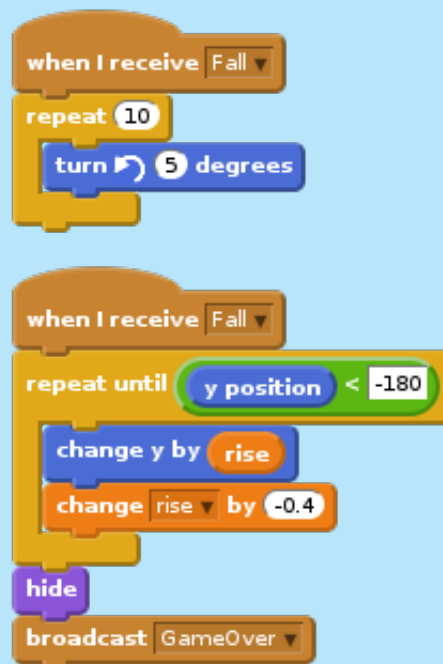 when I receive Fall
repeat 10
turn 5 degrees
when I receive Fall
repeat until y position < -180
change y by rise
change rise by -0.4
hide
broadcast GameOver